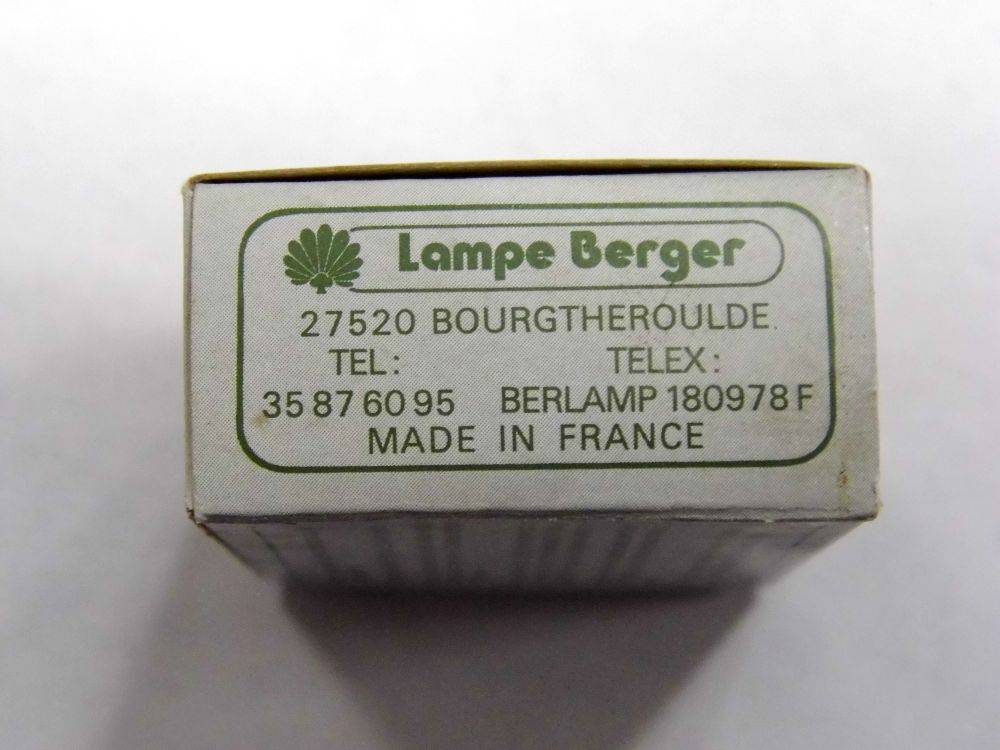 Lampe Berger
27520 BOURGTHEROULDE
TEL: TELEX:
35 87 60 95 BERLAMP 180978 F
MADE IN FRANCE